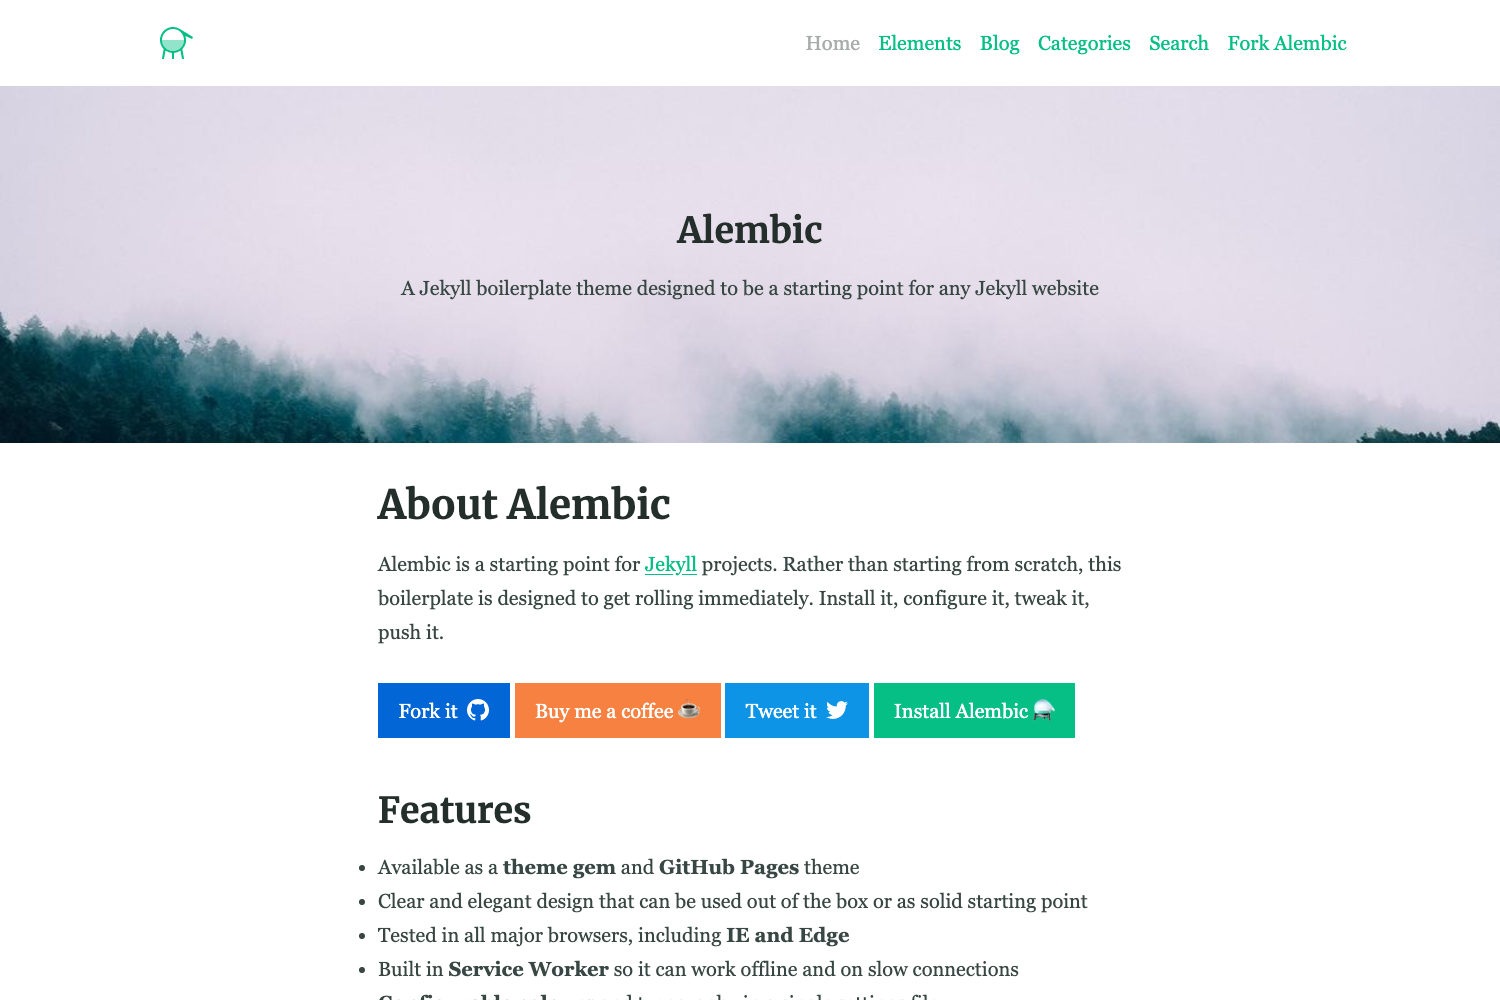 Home Elements Blog Categories Search Fork Alembic
Alembic
A Jekyll boilerplate theme designed to be a starting point for any Jekyll website
About Alembic
Alembic is a starting point for Jekyll projects. Rather than starting from scratch, this
boilerplate is designed to get rolling immediately. Install it, configure it, tweak it,
push it.
Fork it Buy me a coffee Tweet it Install Alembic
Features
Available as a theme gem and GitHub Pages theme
Clear and elegant design that can be used out of the box or as solid starting point
Tested in all major browsers, including IE and Edge
Built in Service Worker so it can work offline and on slow connections